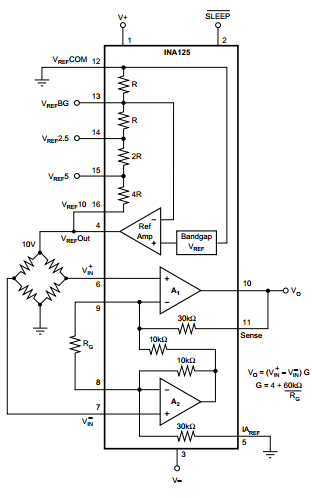 V+
SLEEP
1
2
INA125
VREFCOM 12
R
13
VREFBG
R
14
VREF2.5
2R
15
VREF5
4R
VREF10 16
4
VREFOut
Ref
Amp
Bandgap
VREF
10V
V+IN
6
A1
10
VO
9
30kΩ
11
Sense
10kΩ
RG
10kΩ
VO = (V+IN – V–IN) G
G = 4 + 60kΩ
RG
8
A2
7
V–IN
30kΩ
IAREF
5
3
V–